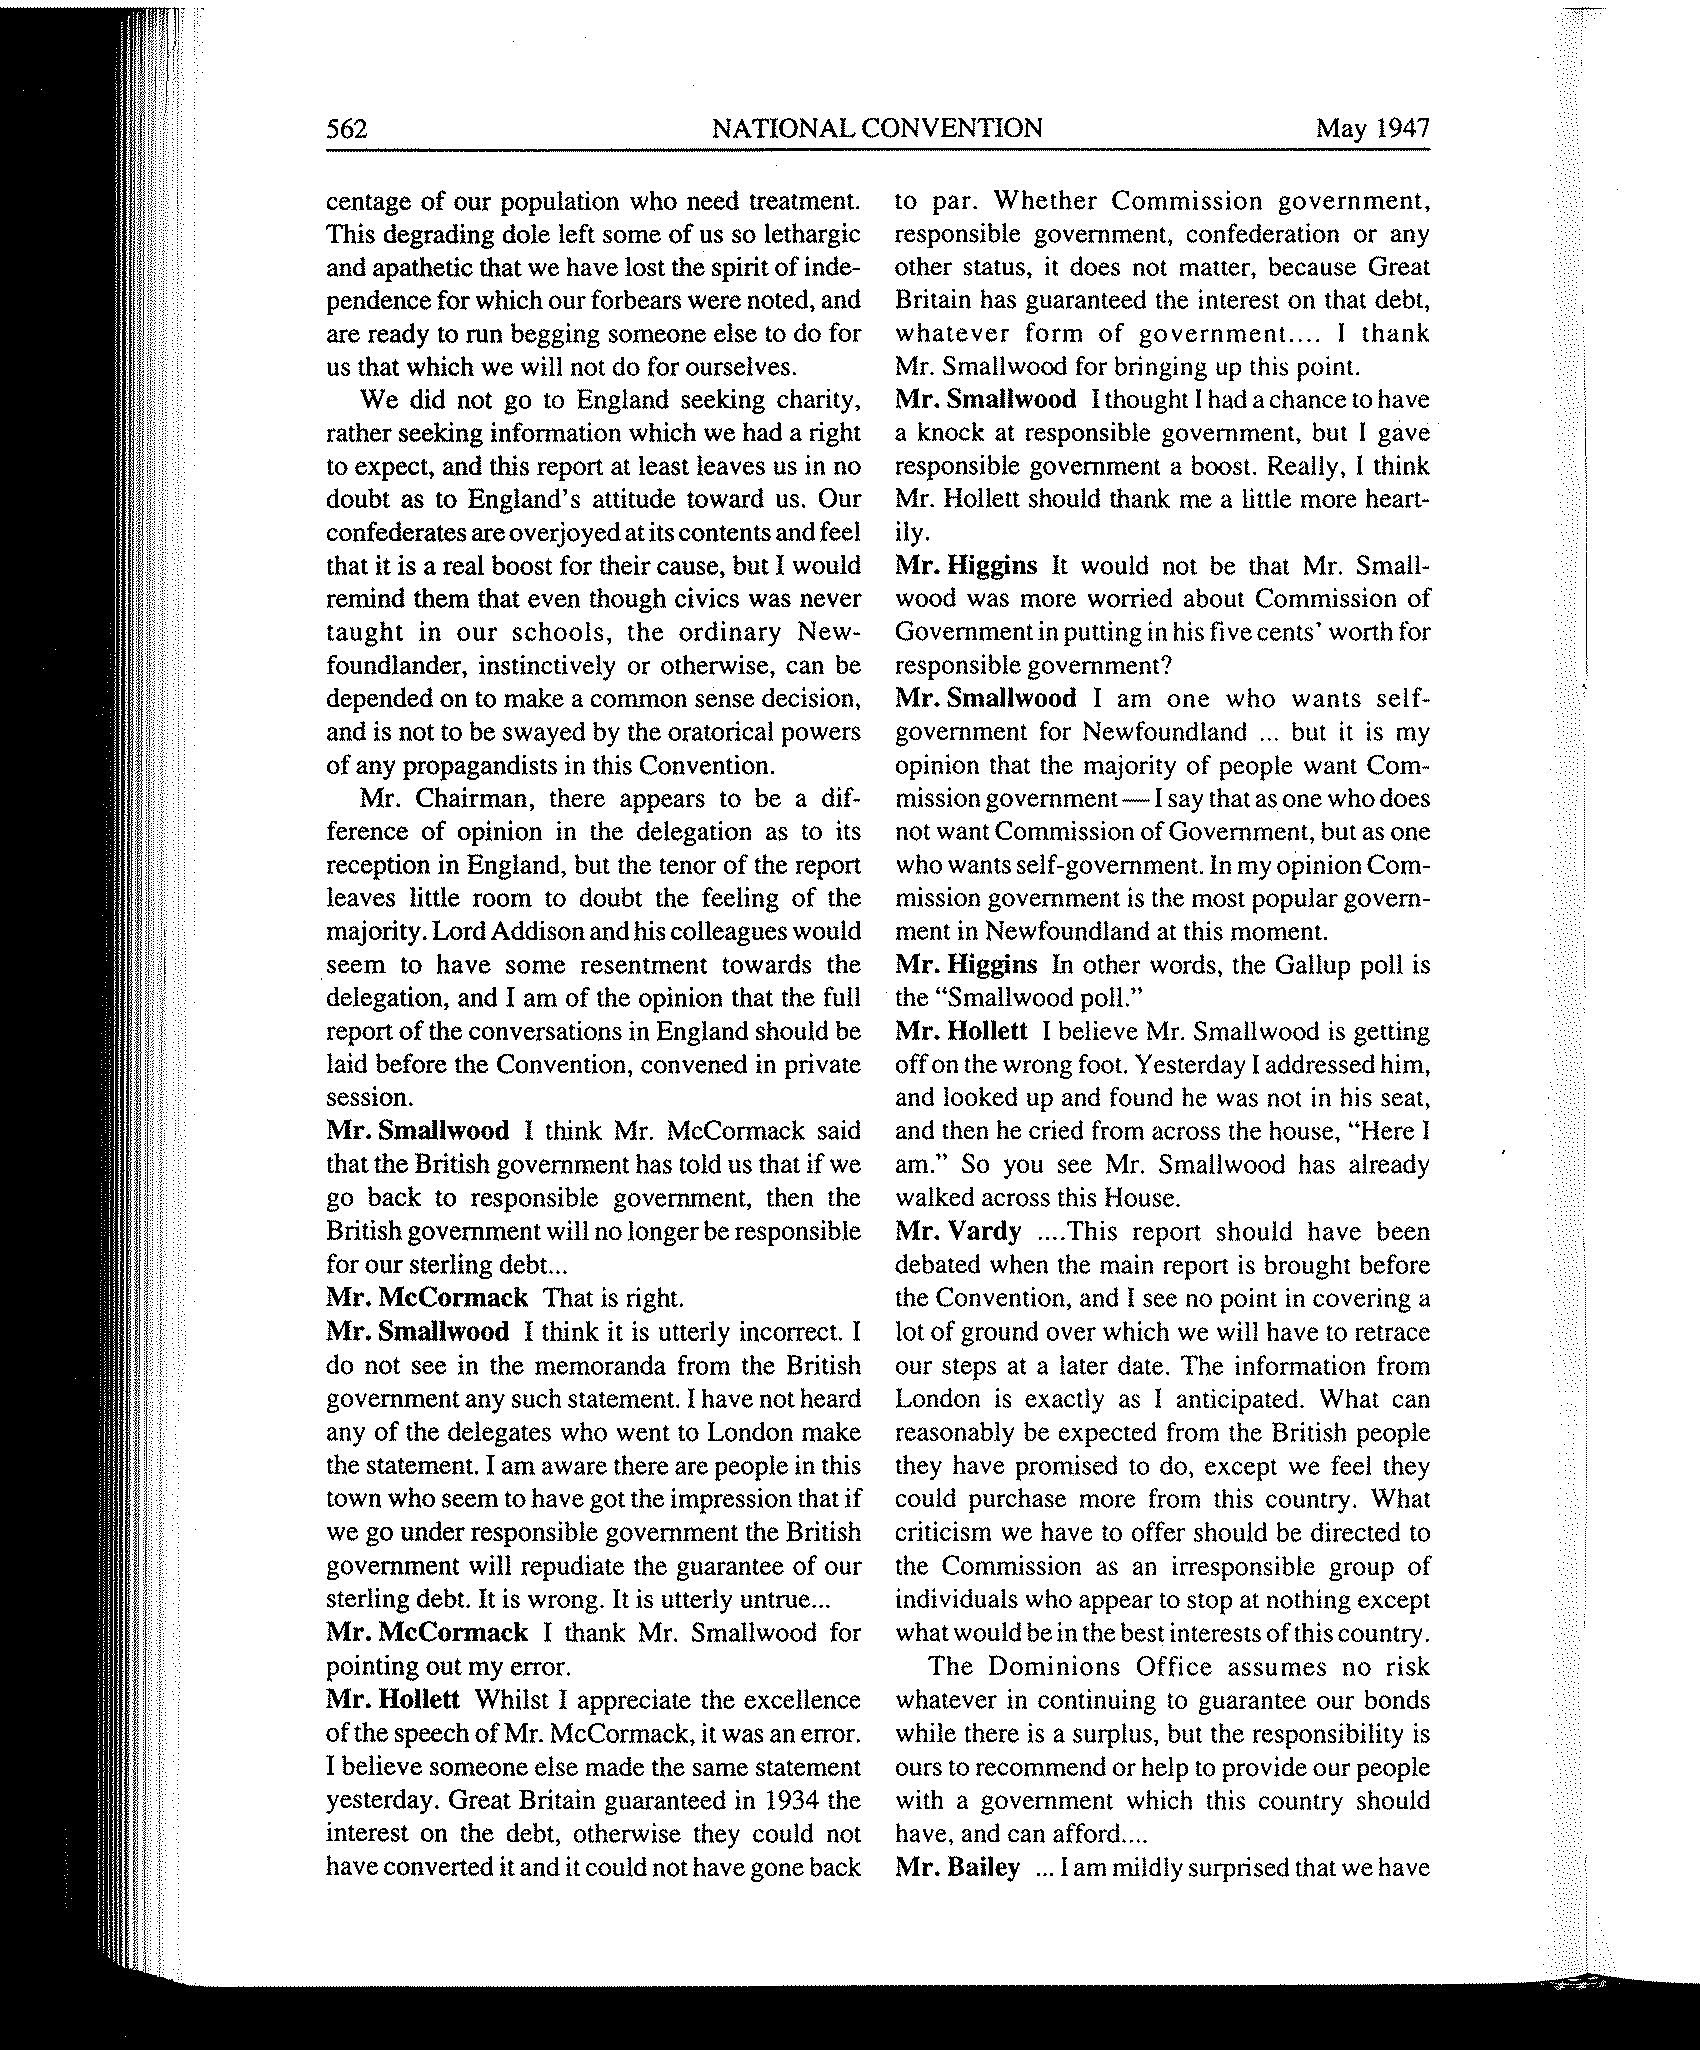 562 NATIONAL CONVENTION May 1947
centage of our population who need treatment.
This degrading dole left some of us so lethargic
and apathetic that we have lost the spirit of inde-
pendence for which our forbears were noted, and
are ready to run begging someone else to do for
us that which we will not do for ourselves.
We did not go to England seeking charity,
rather seeking information which we had a right
to expect, and this report at least leaves us in no
doubt as to England's attitude toward us. Our
confederates are overjoyed at its contents and feel
that it is a real boost for their cause, but I would
remind them that even though civics was never
taught in our schools, the ordinary New-
foundlander, instinctively or otherwise, can be
depended on to make a common sense decision,
and is not to be swayed by the oratorical powers
of any propagandists in this Convention.
Mr. Chairman, there appears to be a dif-
ference of opinion in the delegation as to its
reception in England, but the tenor of the report
leaves little room to doubt the feeling of the
majority. Lord Addison and his colleagues would
seem to have some resentment towards the
delegation, and I am of the opinion that the full
report of the conversations in England should be
laid before the Convention, convened in private
session.
Mr. Smallwood I think Mr. McCormack said
that the British government has told us that if we
go back to responsible government, then the
British government will no longer be responsible
for our sterling debt...
Mr. McCormack That is right.
Mr. Smallwood I think it is utterly incorrect. I
do not see in the memoranda from the British
government any such statement. I have not heard
any of the delegates who went to London make
the statement. I am aware there are people in this
town who seem to have got the impression that if
we go under responsible government the British
government will repudiate the guarantee of our
sterling debt. It is wrong. It is utterly untrue...
Mr. McCormack I thank Mr. Smallwood for
pointing out my error.
Mr. Hollett Whilst I appreciate the excellence
of the speech of Mr. McCormack, it was an error.
I believe someone else made the same statement
yesterday. Great Britain guaranteed in 1934 the
interest on the debt, otherwise they could not
have converted it and it could not have gone back
to par. Whether Commission government,
responsible government, confederation or any
other status, it does not matter, because Great
Britain has guaranteed the interest on that debt,
whatever form of government.... I thank
Mr. Smallwood for bringing up this point.
Mr. Smallwood I thought I had a chance to have
a knock at responsible government, but I gave
responsible government a boost. Really, I think
Mr. Hollett should thank me a little more heart-
ily.
Mr. Higgins It would not be that Mr. Small-
wood was more worried about Commission of
Government in putting in his five cents' worth for
responsible government?
Mr. Smallwood I am one who wants self-
government for Newfoundland ... but it is my
opinion that the majority of people want Com-
mission government — I say that as one who does
not want Commission of Government, but as one
who wants self-government. In my opinion Com-
mission government is the most popular govern-
ment in Newfoundland at this moment.
Mr. Higgins In other words, the Gallup poll is
the "Smallwood poll."
Mr. Hollett I believe Mr. Smallwood is getting
off on the wrong foot. Yesterday I addressed him,
and looked up and found he was not in his seat,
and then he cried from across the house, "Here I
am." So you see Mr. Smallwood has already
walked across this House.
Mr. Vardy ....This report should have been
debated when the main report is brought before
the Convention, and I see no point in covering a
lot of ground over which we will have to retrace
our steps at a later date. The information from
London is exactly as I anticipated. What can
reasonably be expected from the British people
they have promised to do, except we feel they
could purchase more from this country. What
criticism we have to offer should be directed to
the Commission as an irresponsible group of
individuals who appear to stop at nothing except
what would be in the best interests of this country.
The Dominions Office assumes no risk
whatever in continuing to guarantee our bonds
while there is a surplus, but the responsibility is
ours to recommend or help to provide our people
with a government which this country should
have, and can afford....
Mr. Bailey ... I am mildly surprised that we have